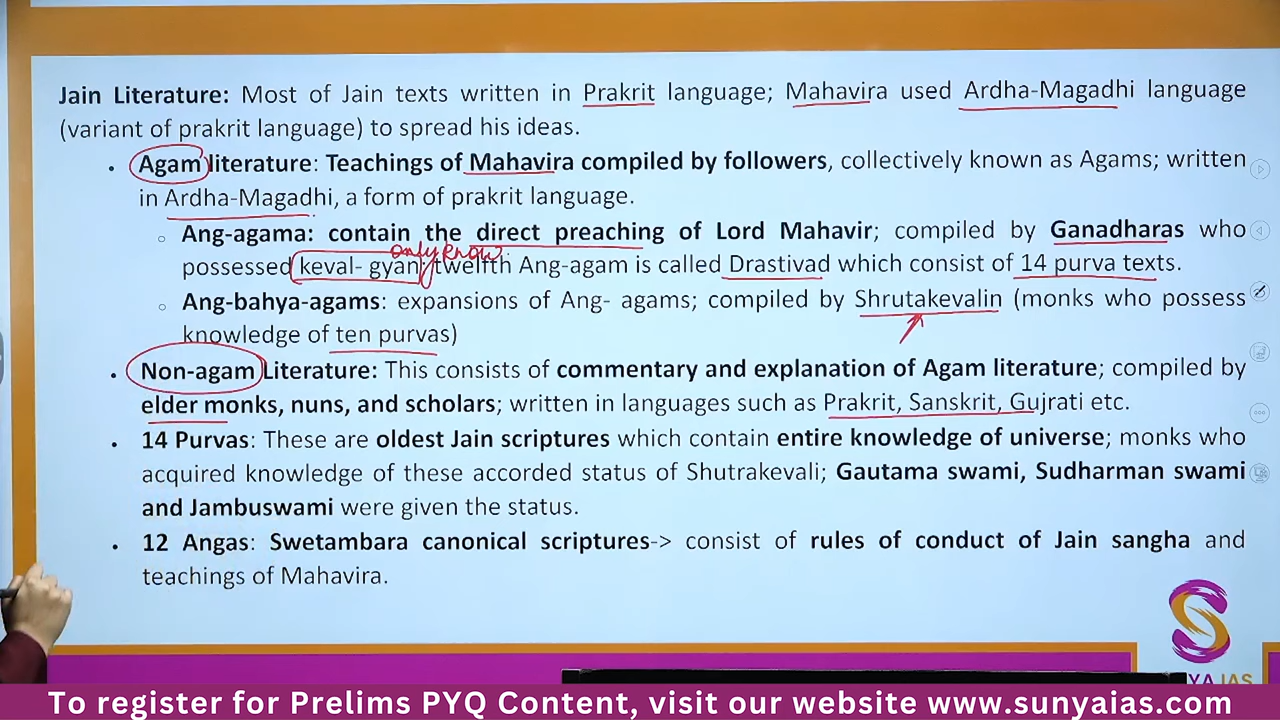 Jain Literature: Most of Jain texts written in Prakrit language; Mahavira used Ardha-Magadhi language
(variant of prakrit language) to spread his ideas.
• Agam literature: Teachings of Mahavira compiled by followers, collectively known as Agams; written
in Ardha-Magadhi, a form of prakrit language.
○ Ang-agama: contain the direct preaching of Lord Mahavir; compiled by Ganadharas who
only know
possessed keval- gyan; twelfth Ang-agam is called Drastivad which consist of 14 purva texts.
○ Ang-bahya-agams: expansions of Ang- agams; compiled by Shrutakevalin (monks who possess
knowledge of ten purvas)
• Non-agam Literature: This consists of commentary and explanation of Agam literature; compiled by
elder monks, nuns, and scholars; written in languages such as Prakrit, Sanskrit, Gujrati etc.
• 14 Purvas: These are oldest Jain scriptures which contain entire knowledge of universe; monks who
acquired knowledge of these accorded status of Shutrakevali; Gautama swami, Sudharman swami
and Jambuswami were given the status.
• 12 Angas: Swetambara canonical scriptures-> consist of rules of conduct of Jain sangha and
teachings of Mahavira.
YA IAS
To register for Prelims PYQ Content, visit our website www.sunyaias.com